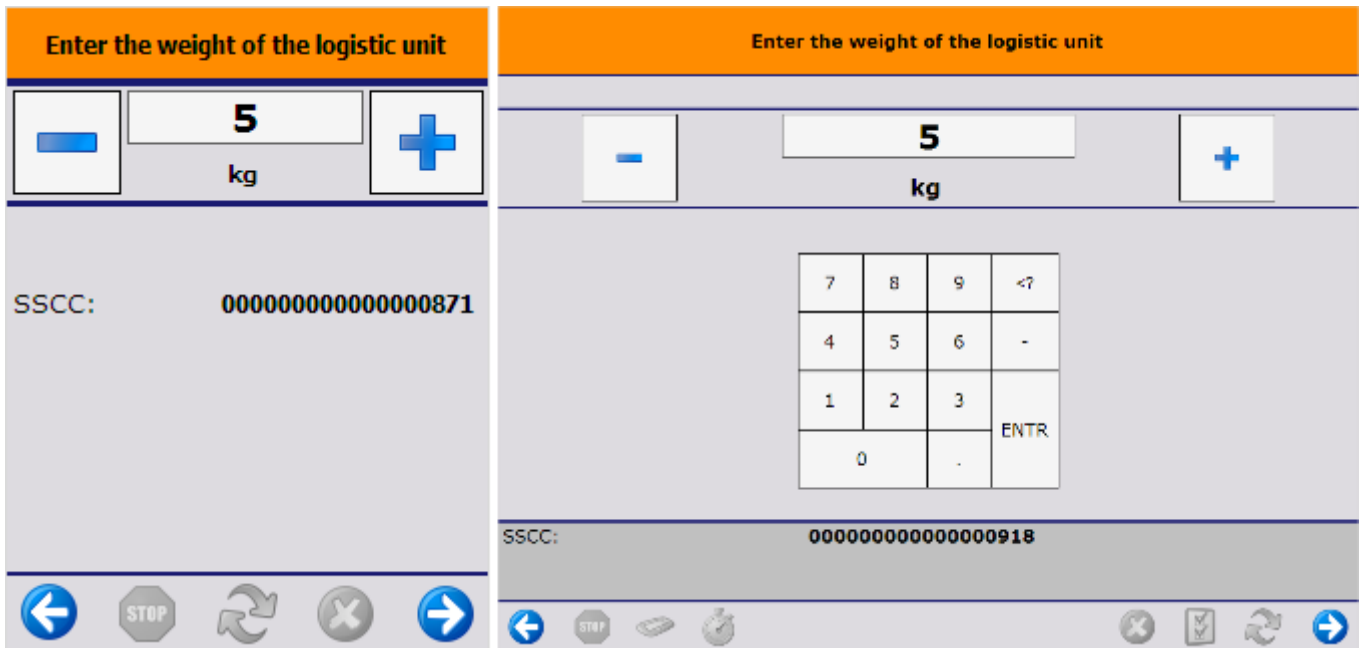 Enter the weight of the logistic unit
5
kg
SSCC: 000000000000000871
STOP
Enter the weight of the logistic unit
5
kg
7 8 9 <?
4 5 6 -
1 2 3
ENTR
0 .
SSCC: 000000000000000918
STOP